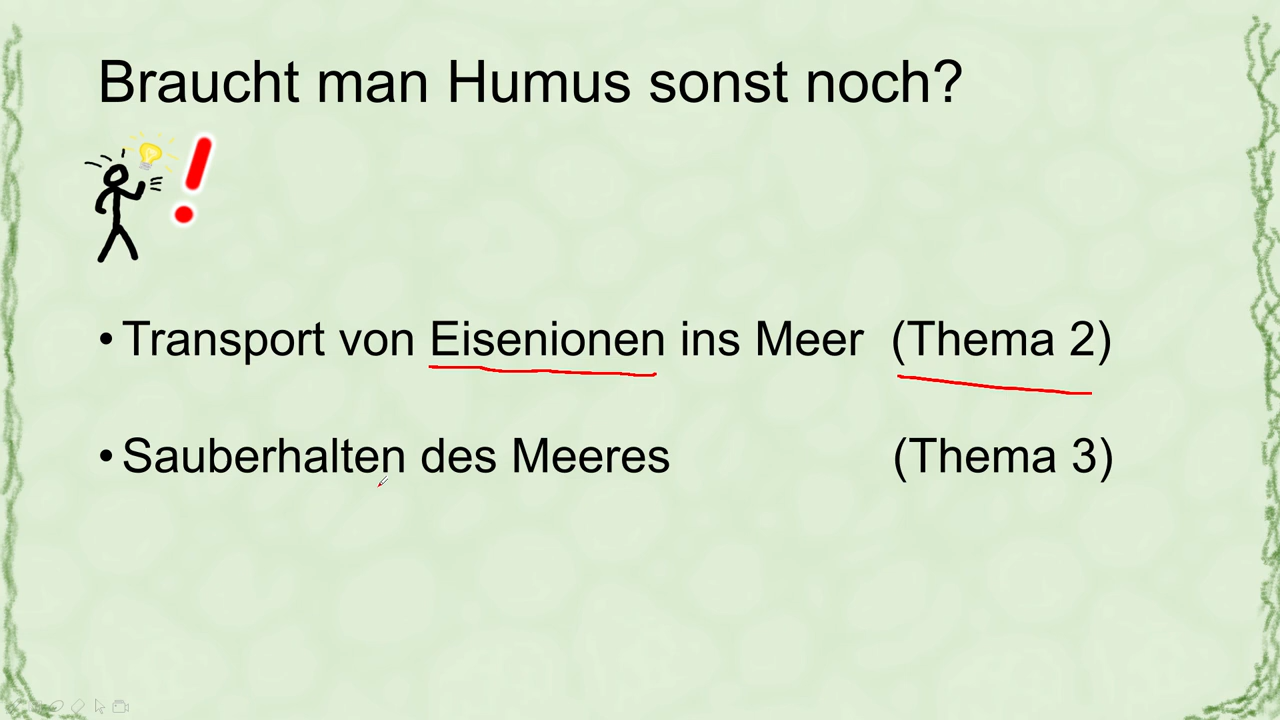 Braucht man Humus sonst noch?
• Transport von Eisenionen ins Meer (Thema 2)
• Sauberhalten des Meeres (Thema 3)